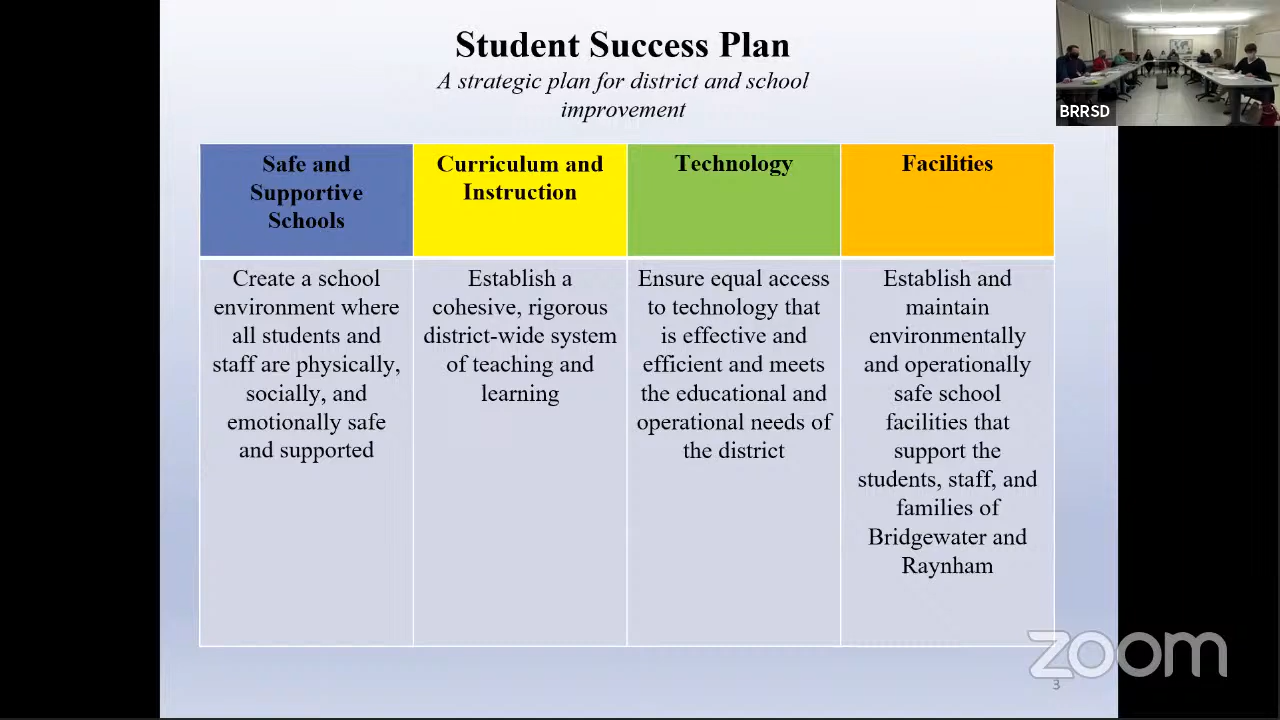 Student Success Plan
A strategic plan for district and school
improvement
BRRSD
Safe and
Supportive
Schools
Curriculum and
Instruction
Technology
Facilities
Create a school
environment where
all students and
staff are physically,
socially, and
emotionally safe
and supported
Establish a
cohesive, rigorous
district-wide system
of teaching and
learning
Ensure equal access
to technology that
is effective and
efficient and meets
the educational and
operational needs of
the district
Establish and
maintain
environmentally
and operationally
safe school
facilities that
support the
students, staff, and
families of
Bridgewater and
Raynham
zoom
3